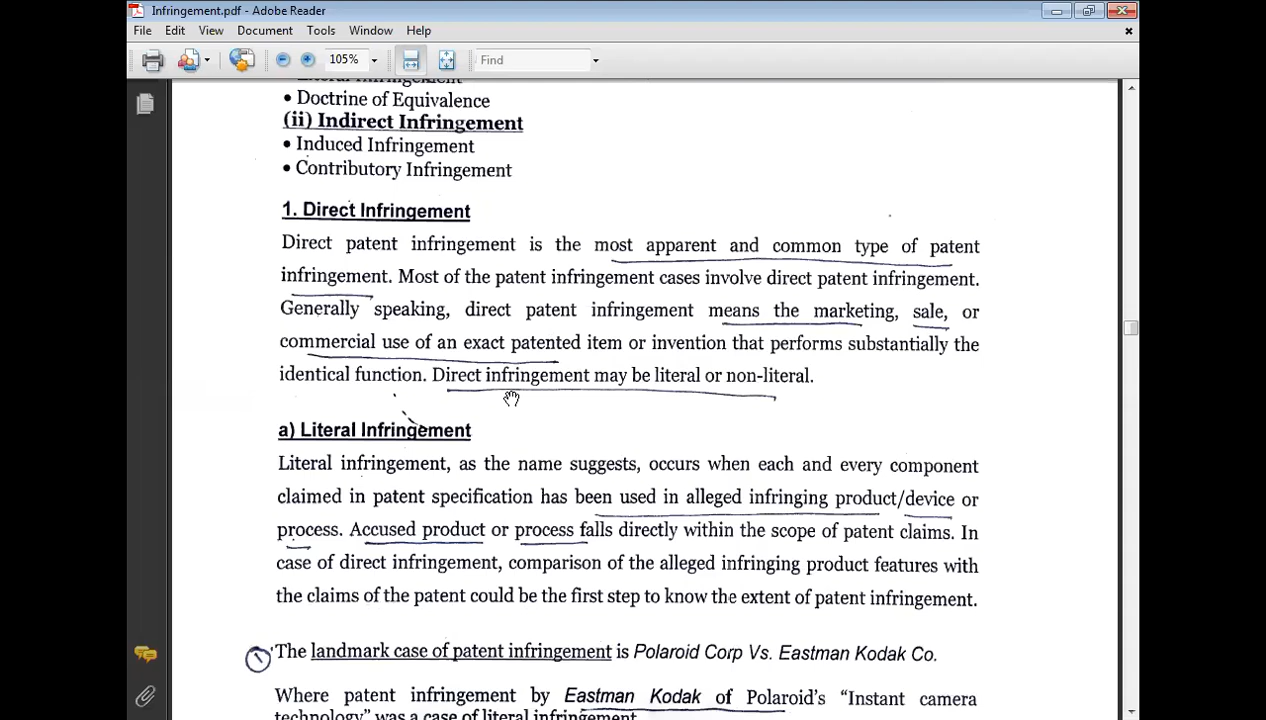 Infringement.pdf - Adobe Reader
File Edit View Document Tools Window Help
105% Find
Literal Infringement
• Doctrine of Equivalence
(ii) Indirect Infringement
• Induced Infringement
• Contributory Infringement
1. Direct Infringement
Direct patent infringement is the most apparent and common type of patent
infringement. Most of the patent infringement cases involve direct patent infringement.
Generally speaking, direct patent infringement means the marketing, sale, or
commercial use of an exact patented item or invention that performs substantially the
identical function. Direct infringement may be literal or non-literal.
a) Literal Infringement
Literal infringement, as the name suggests, occurs when each and every component
claimed in patent specification has been used in alleged infringing product/device or
process. Accused product or process falls directly within the scope of patent claims. In
case of direct infringement, comparison of the alleged infringing product features with
the claims of the patent could be the first step to know the extent of patent infringement.
The landmark case of patent infringement is Polaroid Corp Vs. Eastman Kodak Co.
Where patent infringement by Eastman Kodak of Polaroid's “Instant camera
technology” was a case of literal infringement.